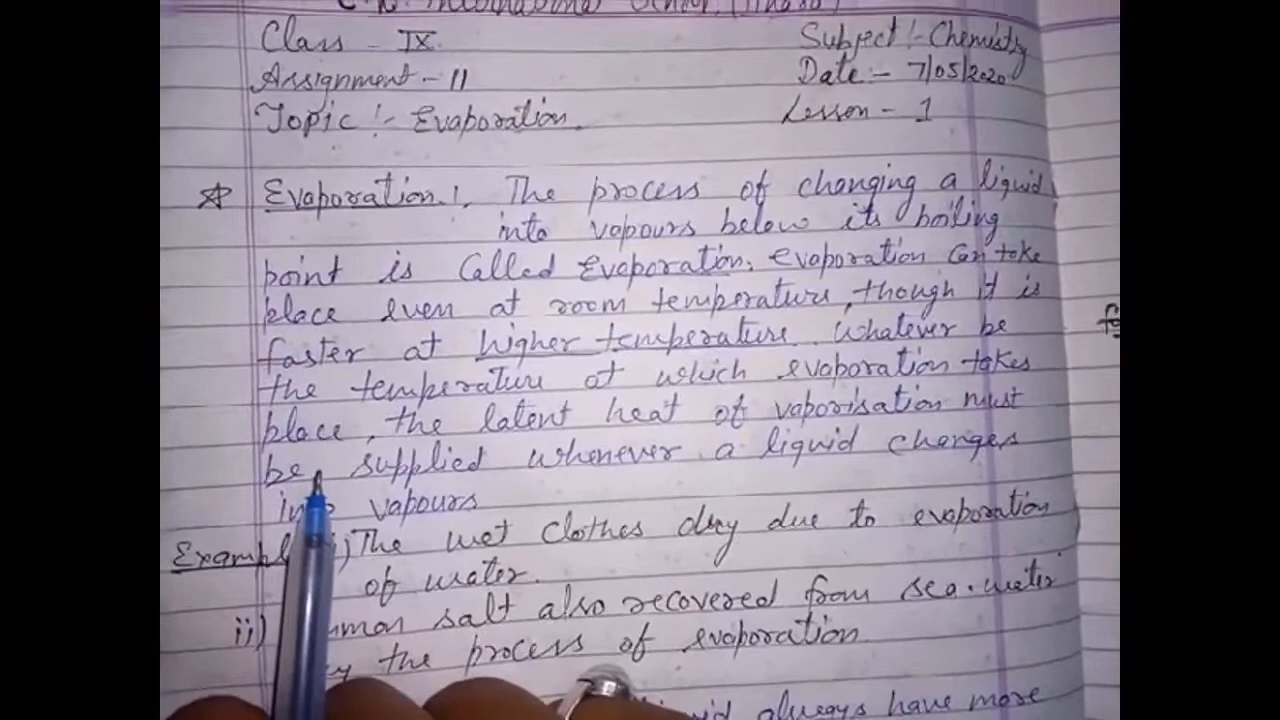 International School
Class - IX
Subject :- Chemistry
Assignment - 11
Date :- 7/05/2020
Topic :- Evaporation.
Lesson - 1
☆ Evaporation :. The process of changing a liquid
into vapours below its boiling
point is Called Evaporation. evaporation Can take
place even at room temperature, though it is
faster at higher temperature. Whatever be
the temperature at which evaporation takes
place, the latent heat of vaporisation must
be supplied whenever a liquid changes
into vapours
Example i) The wet clothes dry due to evaporation
of water.
ii) salt also recovered from sea-water
the process of evaporation
always have more